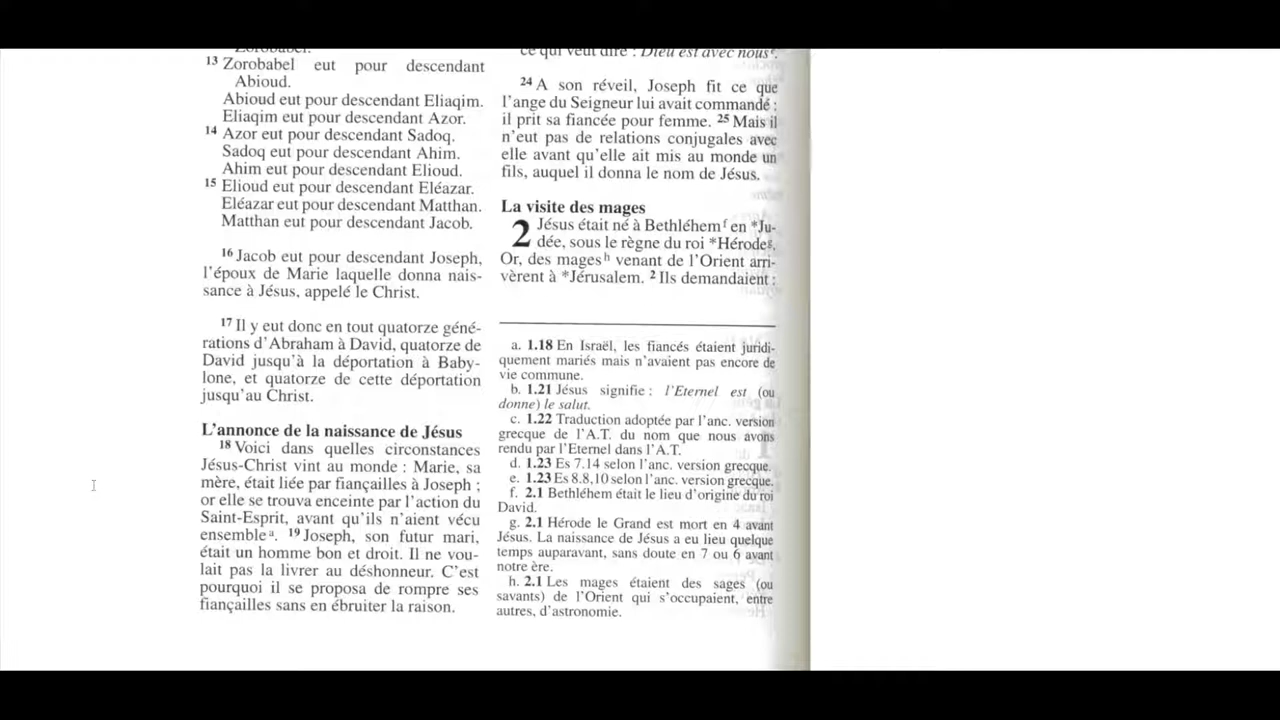 Zorobabel.
13 Zorobabel eut pour descendant
Abioud.
Abioud eut pour descendant Eliaqim.
Eliaqim eut pour descendant Azor.
14 Azor eut pour descendant Sadoq.
Sadoq eut pour descendant Ahim.
Ahim eut pour descendant Elioud.
15 Elioud eut pour descendant Eléazar.
Eléazar eut pour descendant Matthan.
Matthan eut pour descendant Jacob.
16 Jacob eut pour descendant Joseph,
l'époux de Marie laquelle donna nais-
sance à Jésus, appelé le Christ.
17 Il y eut donc en tout quatorze géné-
rations d'Abraham à David, quatorze de
David jusqu'à la déportation à Baby-
lone, et quatorze de cette déportation
jusqu'au Christ.
L'annonce de la naissance de Jésus
18 Voici dans quelles circonstances
Jésus-Christ vint au monde : Marie, sa
mère, était liée par fiançailles à Joseph ;
or elle se trouva enceinte par l'action du
Saint-Esprit, avant qu'ils n'aient vécu
ensemble a. 19 Joseph, son futur mari,
était un homme bon et droit. Il ne vou-
lait pas la livrer au déshonneur. C'est
pourquoi il se proposa de rompre ses
fiançailles sans en ébruiter la raison.
ce qui veut dire : Dieu est avec nous e.
24 A son réveil, Joseph fit ce que
l'ange du Seigneur lui avait commandé :
il prit sa fiancée pour femme. 25 Mais il
n'eut pas de relations conjugales avec
elle avant qu'elle ait mis au monde un
fils, auquel il donna le nom de Jésus.
La visite des mages
2 Jésus était né à Bethléhem f en *Ju-
dée, sous le règne du roi *Hérode g.
Or, des mages h venant de l'Orient arri-
vèrent à *Jérusalem. 2 Ils demandaient :
a. 1.18 En Israël, les fiancés étaient juridi-
quement mariés mais n'avaient pas encore de
vie commune.
b. 1.21 Jésus signifie : l'Eternel est (ou
donne) le salut.
c. 1.22 Traduction adoptée par l'anc. version
grecque de l'A.T. du nom que nous avons
rendu par l'Eternel dans l'A.T.
d. 1.23 Es 7.14 selon l'anc. version grecque.
e. 1.23 Es 8.8,10 selon l'anc. version grecque.
f. 2.1 Bethléhem était le lieu d'origine du roi
David.
g. 2.1 Hérode le Grand est mort en 4 avant
Jésus. La naissance de Jésus a eu lieu quelque
temps auparavant, sans doute en 7 ou 6 avant
notre ère.
h. 2.1 Les mages étaient des sages (ou
savants) de l'Orient qui s'occupaient, entre
autres, d'astronomie.